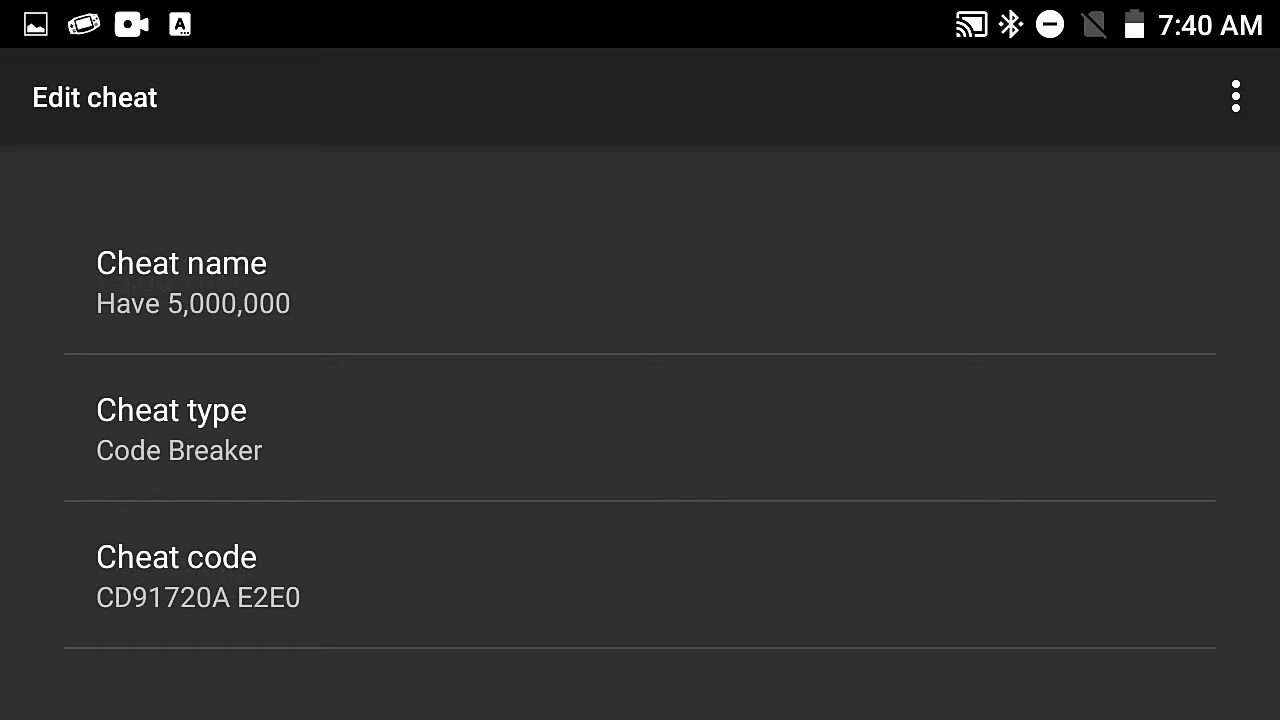 A
7:40 AM
Edit cheat
Cheat name
Have 5,000,000
Cheat type
Code Breaker
Cheat code
CD91720A E2E0